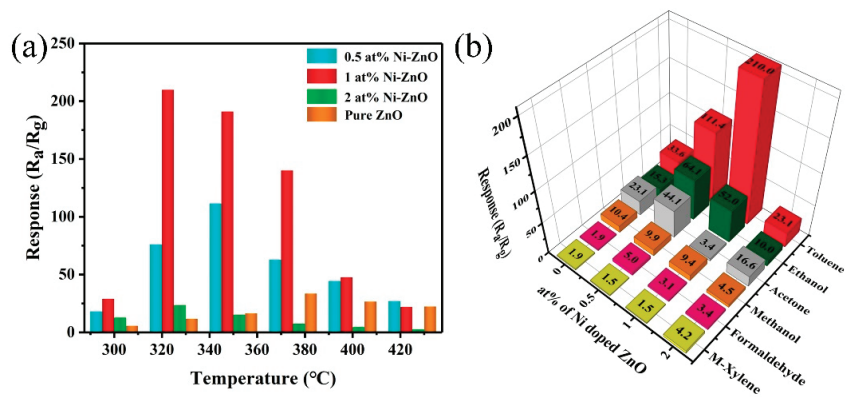 (a)
250
200
150
100
50
0
Response (Ra/Rg)
0.5 at% Ni-ZnO
1 at% Ni-ZnO
2 at% Ni-ZnO
Pure ZnO
300 320 340 360 380 400 420
Temperature (°C)
(b)
200
150
100
50
0
Response (Ra/Rg)
210.0
111.4
33.6
23.1
64.1
52.0
10.0
23.1
44.1
3.4
16.6
10.4
9.9
9.4
4.5
1.9
5.0
3.1
3.4
1.9
1.5
1.5
4.2
0
0.5
1
2
at% of Ni doped ZnO
Toluene
Ethanol
Acetone
Methanol
Formaldehyde
M-Xylene